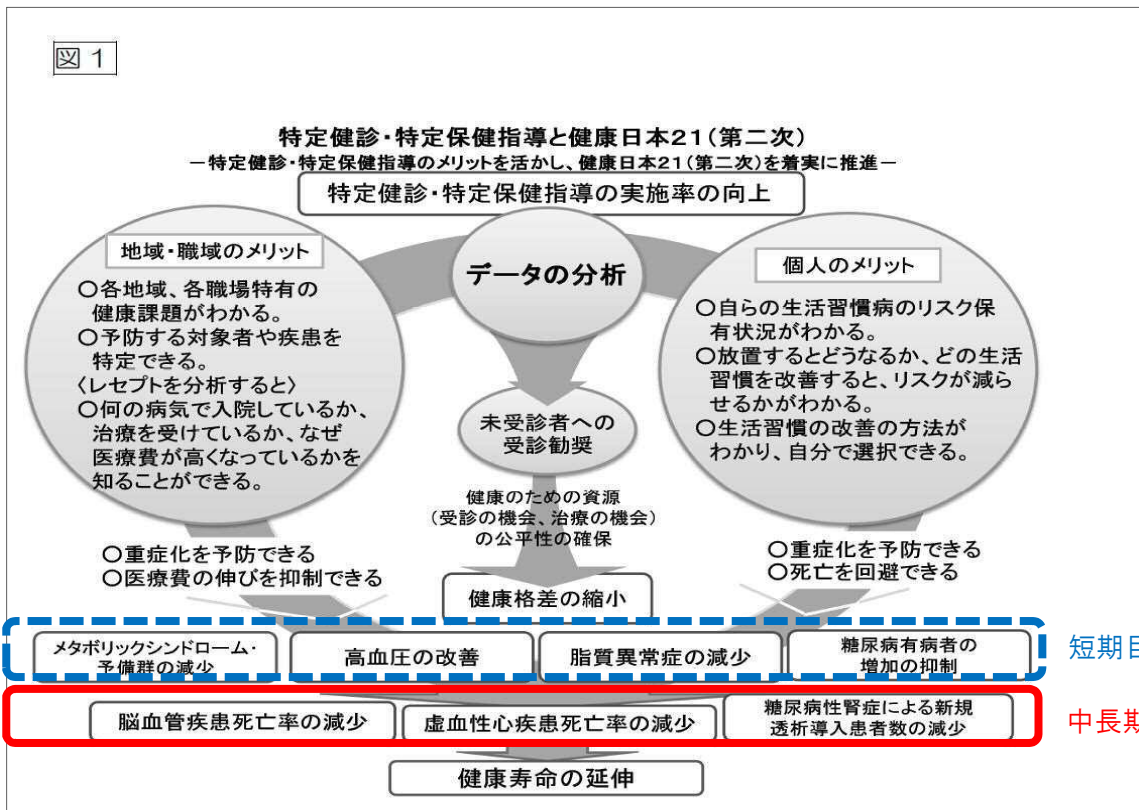 図1
特定健診・特定保健指導と健康日本21(第二次)
－特定健診・特定保健指導のメリットを活かし、健康日本21(第二次)を着実に推進－
特定健診・特定保健指導の実施率の向上
地域・職域のメリット
〇各地域、各職場特有の
健康課題がわかる。
〇予防する対象者や疾患を
特定できる。
〈レセプトを分析すると〉
〇何の病気で入院しているか、
治療を受けているか、なぜ
医療費が高くなっているかを
知ることができる。
データの分析
個人のメリット
〇自らの生活習慣病のリスク保
有状況がわかる。
〇放置するとどうなるか、どの生活
習慣を改善すると、リスクが減ら
せるかがわかる。
〇生活習慣の改善の方法が
わかり、自分で選択できる。
未受診者への
受診勧奨
健康のための資源
(受診の機会、治療の機会)
の公平性の確保
〇重症化を予防できる
〇医療費の伸びを抑制できる
〇重症化を予防できる
〇死亡を回避できる
健康格差の縮小
メタボリックシンドローム・
予備群の減少
高血圧の改善
脂質異常症の減少
糖尿病有病者の
増加の抑制
短期目
脳血管疾患死亡率の減少
虚血性心疾患死亡率の減少
糖尿病性腎症による新規
透析導入患者数の減少
中長期
健康寿命の延伸